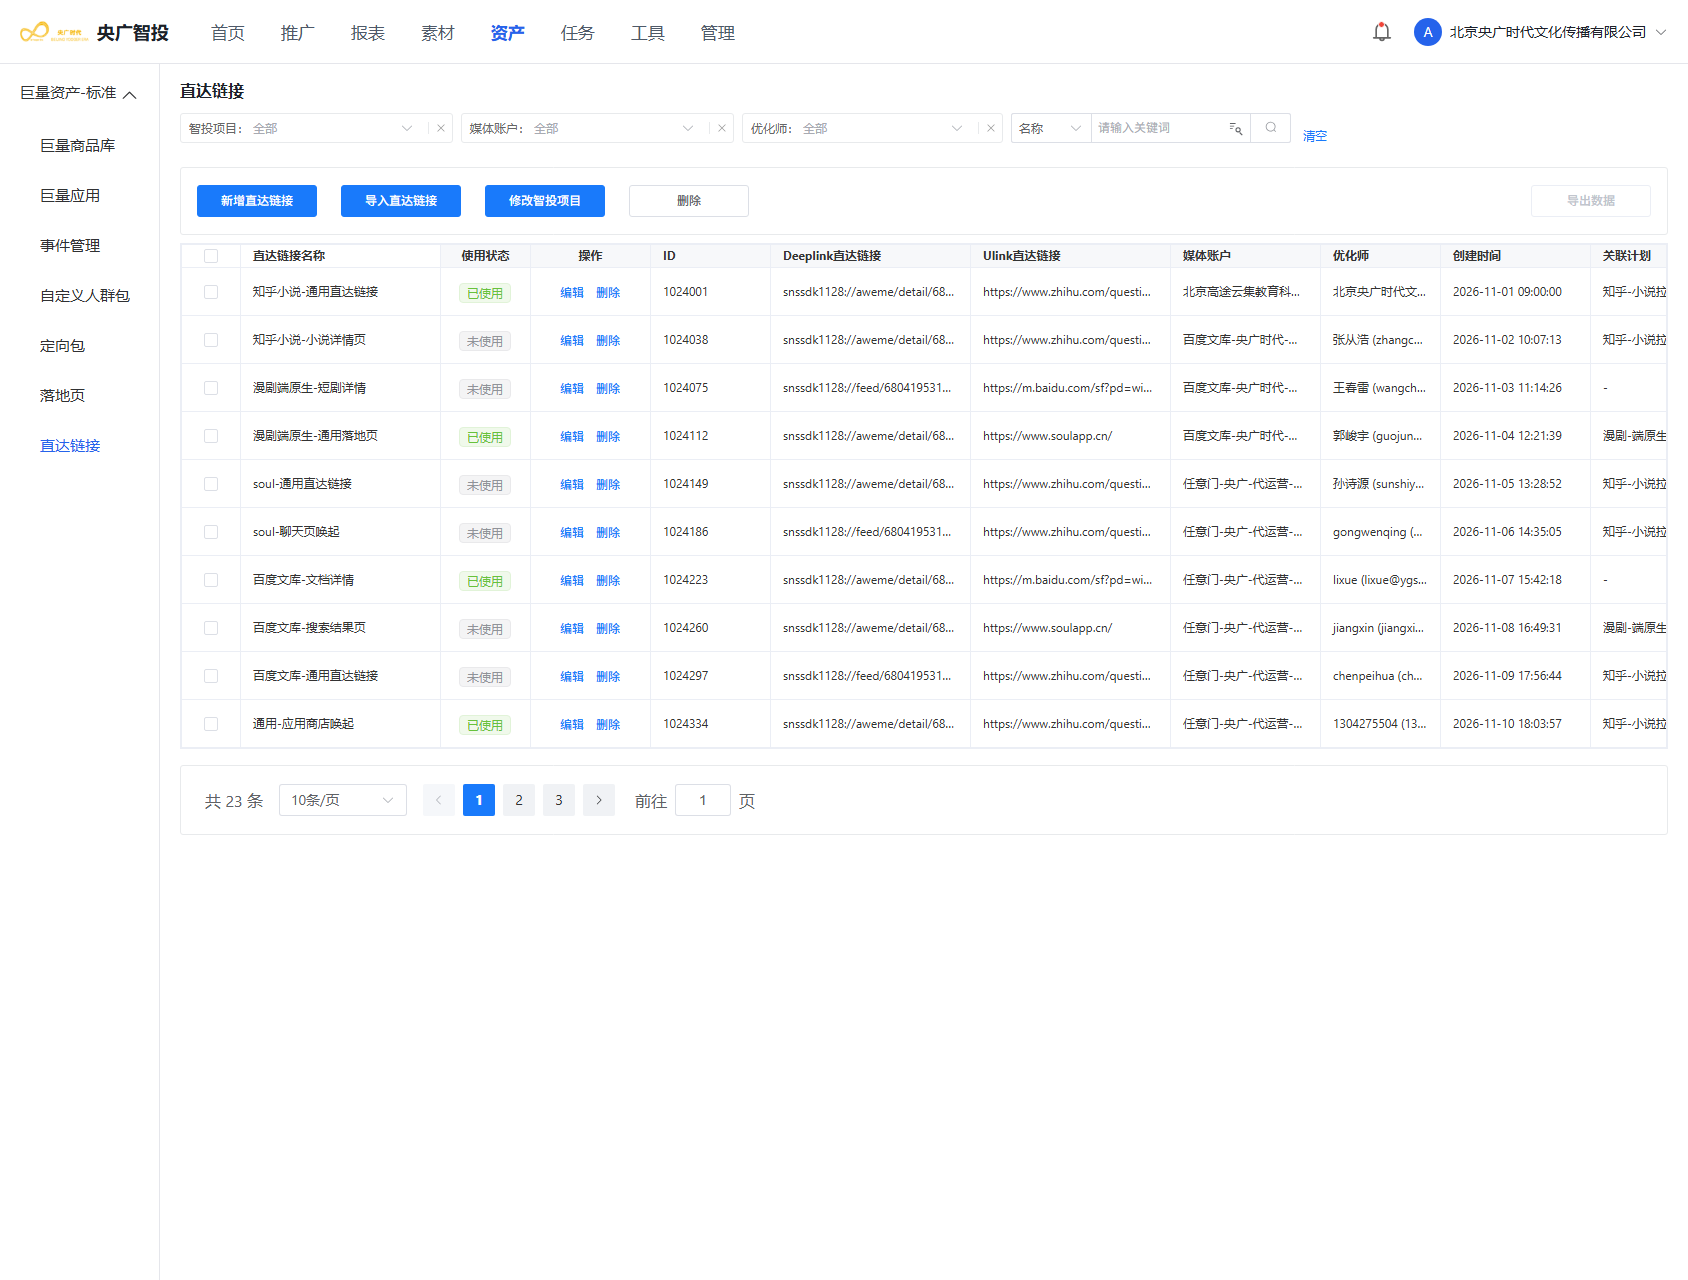 央广时代
央广智投 首页 推广 报表 素材 资产 任务 工具 管理 A 北京央广时代文化传播有限公司
巨量资产-标准
巨量商品库
巨量应用
事件管理
自定义人群包
定向包
落地页
直达链接
直达链接
智投项目： 全部 媒体账户： 全部 优化师： 全部 名称 请输入关键词 清空
新增直达链接 导入直达链接 修改智投项目 删除 导出数据
直达链接名称 使用状态 操作 ID Deeplink直达链接 Ulink直达链接 媒体账户 优化师 创建时间 关联计划
知乎小说-通用直达链接 已使用 编辑 删除 1024001 snssdk1128://aweme/detail/68... https://www.zhihu.com/questi... 北京高途云集教育科... 北京央广时代文... 2026-11-01 09:00:00 知乎-小说拉
知乎小说-小说详情页 未使用 编辑 删除 1024038 snssdk1128://aweme/detail/68... https://www.zhihu.com/questi... 百度文库-央广时代-... 张从浩 (zhangc... 2026-11-02 10:07:13 知乎-小说拉
漫剧端原生-短剧详情 未使用 编辑 删除 1024075 snssdk1128://feed/680419531... https://m.baidu.com/sf?pd=wi... 百度文库-央广时代-... 王春雷 (wangch... 2026-11-03 11:14:26 -
漫剧端原生-通用落地页 已使用 编辑 删除 1024112 snssdk1128://aweme/detail/68... https://www.soulapp.cn/ 百度文库-央广时代-... 郭峻宇 (guojun... 2026-11-04 12:21:39 漫剧-端原生
soul-通用直达链接 未使用 编辑 删除 1024149 snssdk1128://aweme/detail/68... https://www.zhihu.com/questi... 任意门-央广-代运营-... 孙诗源 (sunshiy... 2026-11-05 13:28:52 知乎-小说拉
soul-聊天页唤起 未使用 编辑 删除 1024186 snssdk1128://feed/680419531... https://www.zhihu.com/questi... 任意门-央广-代运营-... gongwenqing (... 2026-11-06 14:35:05 知乎-小说拉
百度文库-文档详情 已使用 编辑 删除 1024223 snssdk1128://aweme/detail/68... https://m.baidu.com/sf?pd=wi... 任意门-央广-代运营-... lixue (lixue@ygs... 2026-11-07 15:42:18 -
百度文库-搜索结果页 未使用 编辑 删除 1024260 snssdk1128://aweme/detail/68... https://www.soulapp.cn/ 任意门-央广-代运营-... jiangxin (jiangxi... 2026-11-08 16:49:31 漫剧-端原生
百度文库-通用直达链接 未使用 编辑 删除 1024297 snssdk1128://feed/680419531... https://www.zhihu.com/questi... 任意门-央广-代运营-... chenpeihua (ch... 2026-11-09 17:56:44 知乎-小说拉
通用-应用商店唤起 已使用 编辑 删除 1024334 snssdk1128://aweme/detail/68... https://www.zhihu.com/questi... 任意门-央广-代运营-... 1304275504 (13... 2026-11-10 18:03:57 知乎-小说拉
共 23 条 10条/页 1 2 3 前往 1 页